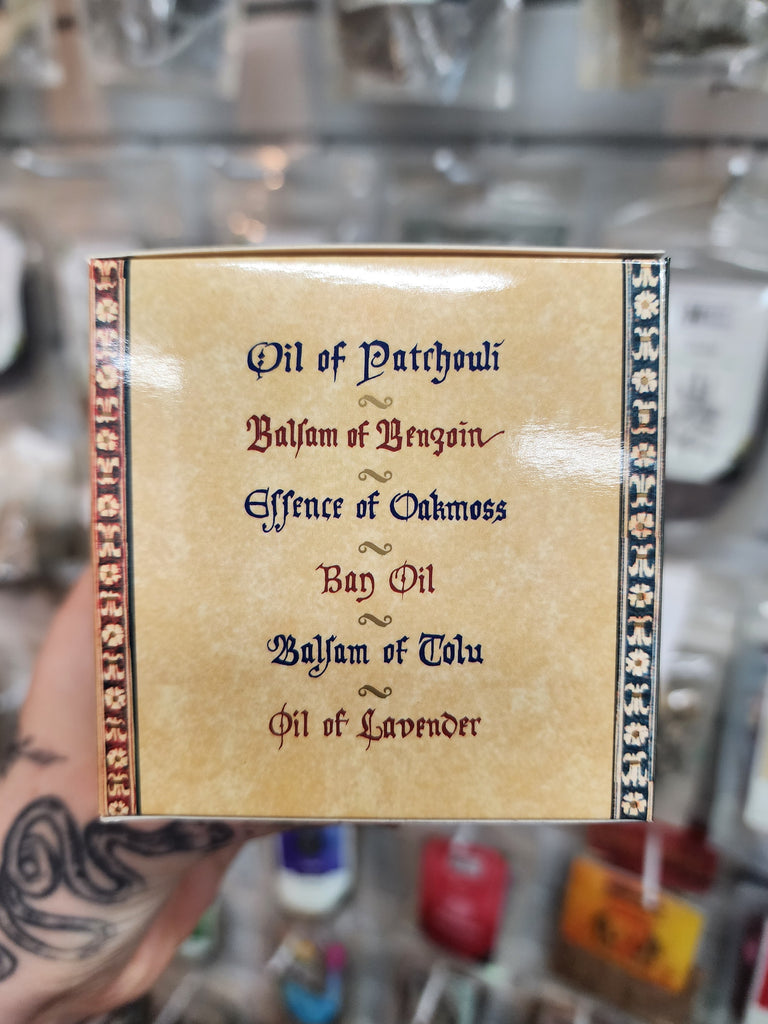 Oil of Patchouli
Balſam of Benzoin
Eſſence of Oakmoss
Bay Oil
Balſam of Tolu
Oil of Lavender